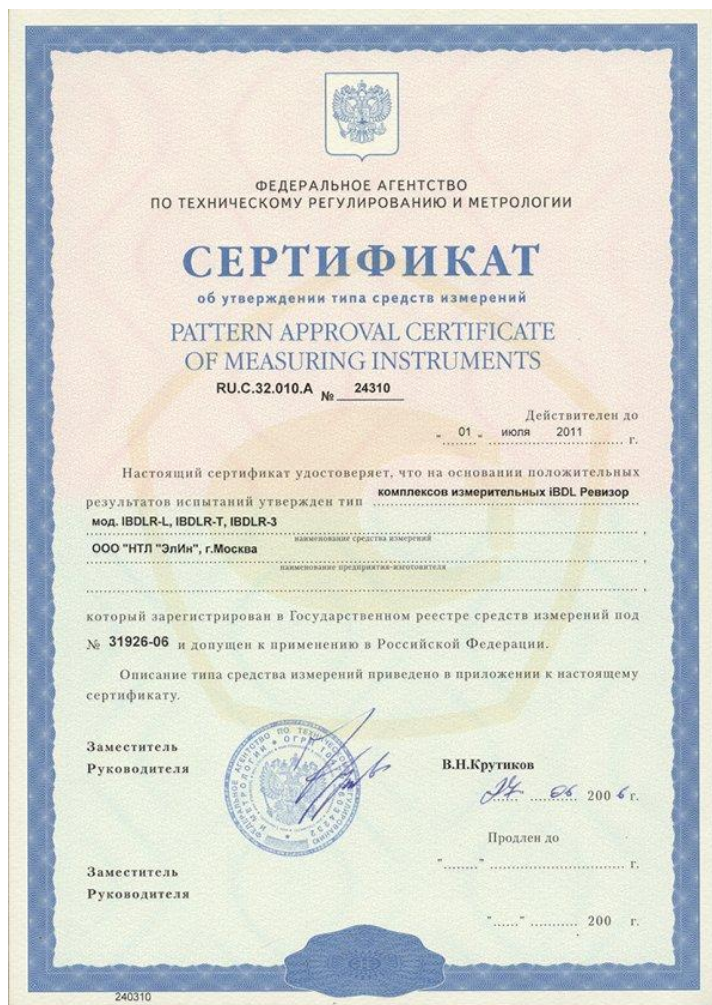 ФЕДЕРАЛЬНОЕ АГЕНТСТВО
ПО ТЕХНИЧЕСКОМУ РЕГУЛИРОВАНИЮ И МЕТРОЛОГИИ
СЕРТИФИКАТ
об утверждении типа средств измерений
PATTERN APPROVAL CERTIFICATE
OF MEASURING INSTRUMENTS
RU.C.32.010.A № 24310
Действителен до
" 01 " июля 2011 г.
Настоящий сертификат удостоверяет, что на основании положительных
результатов испытаний утвержден тип комплексов измерительных iBDL Ревизор
мод. IBDLR-L, IBDLR-T, IBDLR-3 ,
наименование средства измерений
ООО "НТЛ "ЭлИн", г.Москва
наименование предприятия-изготовителя
,
который зарегистрирован в Государственном реестре средств измерений под
№ 31926-06 и допущен к применению в Российской Федерации.
Описание типа средства измерений приведено в приложении к настоящему
сертификату.
Заместитель
Руководителя
В.Н.Крутиков
27 06 2006 г.
Продлен до
"........" .............................. г.
Заместитель
Руководителя
"......" ........... 200 г.
240310